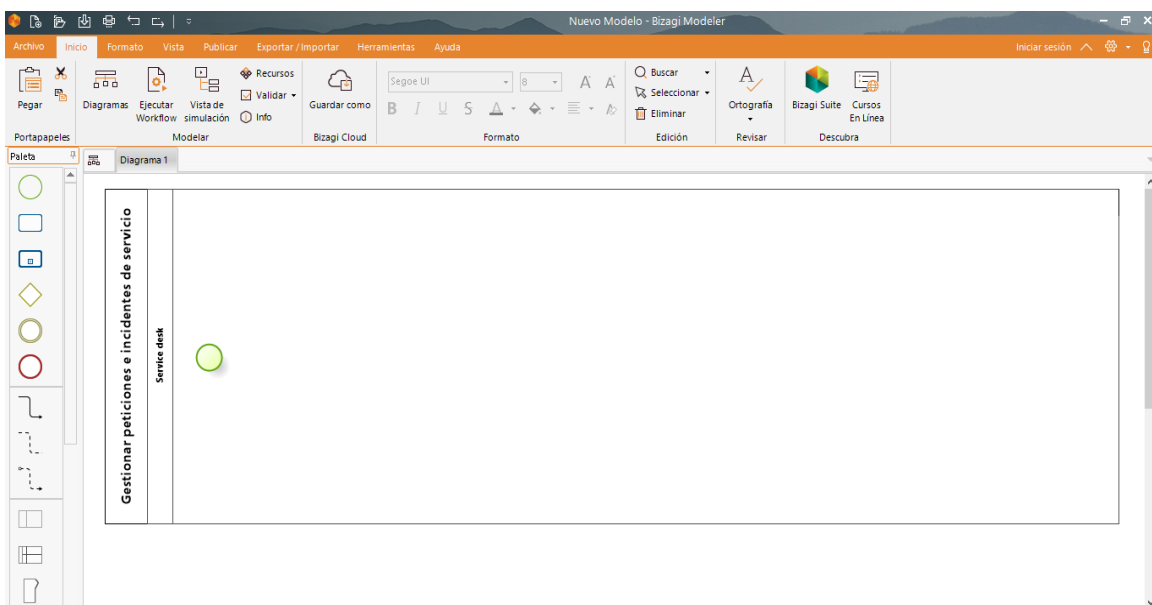 Nuevo Modelo - Bizagi Modeler
Archivo Inicio Formato Vista Publicar Exportar / Importar Herramientas Ayuda Iniciar sesión
Pegar
Portapapeles
Diagramas
Ejecutar Workflow
Vista de simulación
Recursos
Validar
Info
Modelar
Guardar como
Bizagi Cloud
Segoe UI 8 A A
B I U S A
Formato
Buscar
Seleccionar
Eliminar
Edición
A
Ortografía
Revisar
Bizagi Suite
Cursos En Línea
Descubra
Paleta
Diagrama 1
Gestionar peticiones e incidentes de servicio
Service desk